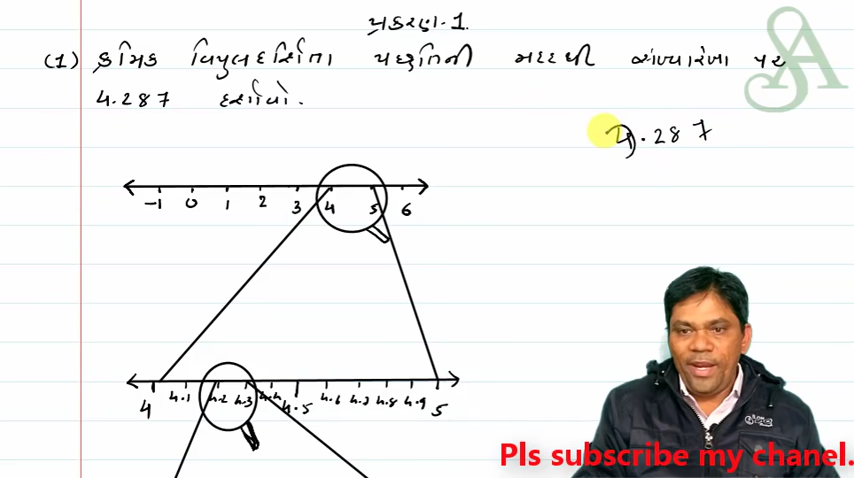 પ્રકરણ-1
(1) ક્રમિક વિપુલદર્શિતા પદ્ધતિની મદદથી સંખ્યારેખા પર
4.287 દર્શાવો.
4.287
-1 0 1 2 3 4 5 6
4 4.1 4.2 4.3 4.4 4.5 4.6 4.7 4.8 4.9 5
SA
Pls subscribe my chanel.